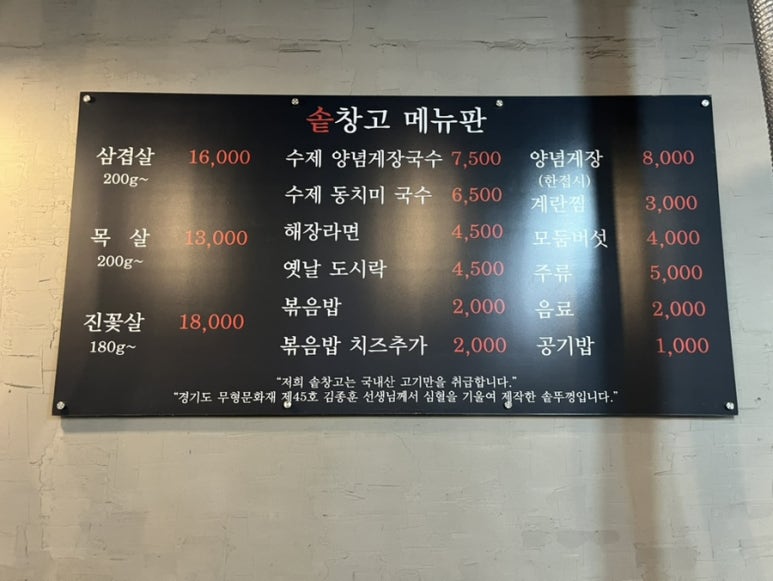 솥창고 메뉴판
삼겹살 16,000
200g~
목 살 13,000
200g~
진꽃살 18,000
180g~
수제 양념게장국수 7,500
수제 동치미 국수 6,500
해장라면 4,500
옛날 도시락 4,500
볶음밥 2,000
볶음밥 치즈추가 2,000
양념게장 8,000
(한접시)
계란찜 3,000
모둠버섯 4,000
주류 5,000
음료 2,000
공기밥 1,000
“저희 솥창고는 국내산 고기만을 취급합니다.”
“경기도 무형문화재 제45호 김종훈 선생님께서 심혈을 기울여 제작한 솥뚜껑입니다.”